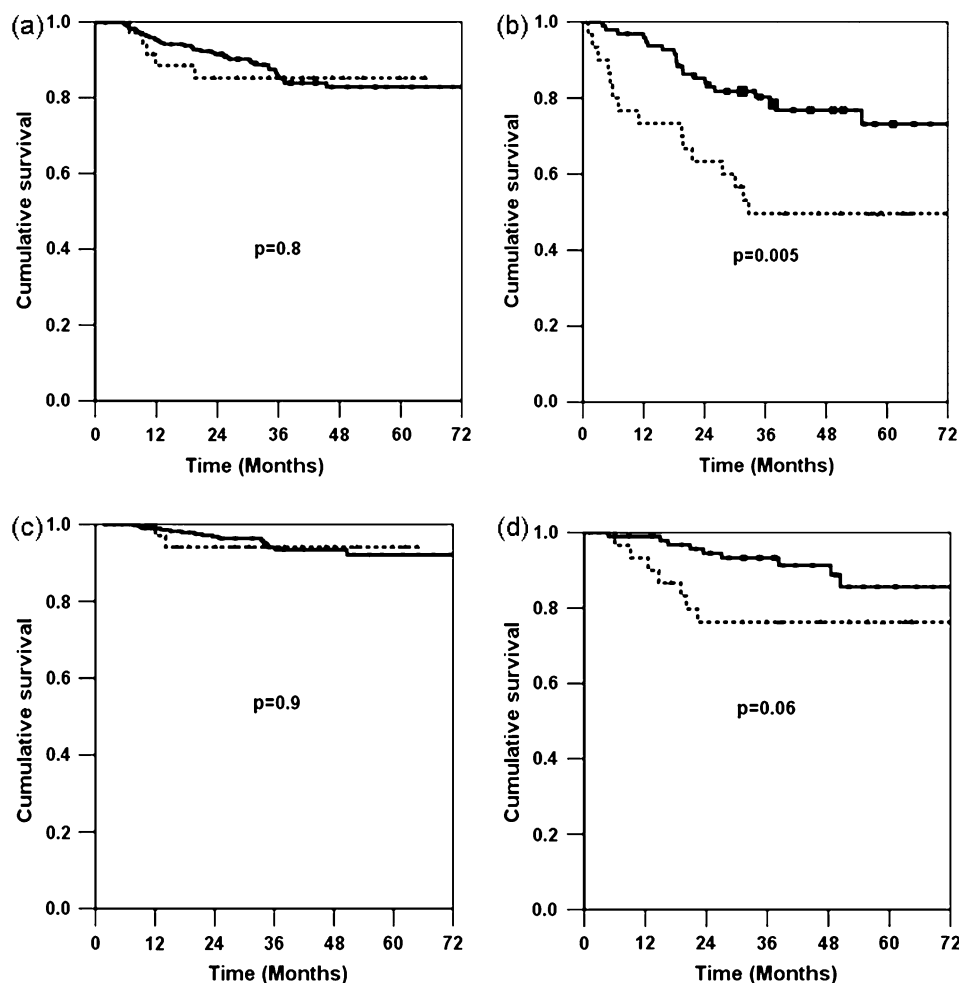 (a)
1.0
0.8
0.6
0.4
0.2
0.0
Cumulative survival
p=0.8
0 12 24 36 48 60 72
Time (Months)
(b)
1.0
0.8
0.6
0.4
0.2
0.0
Cumulative survival
p=0.005
0 12 24 36 48 60 72
Time (Months)
(c)
1.0
0.8
0.6
0.4
0.2
0.0
Cumulative survival
p=0.9
0 12 24 36 48 60 72
Time (Months)
(d)
1.0
0.8
0.6
0.4
0.2
0.0
Cumulative survival
p=0.06
0 12 24 36 48 60 72
Time (Months)